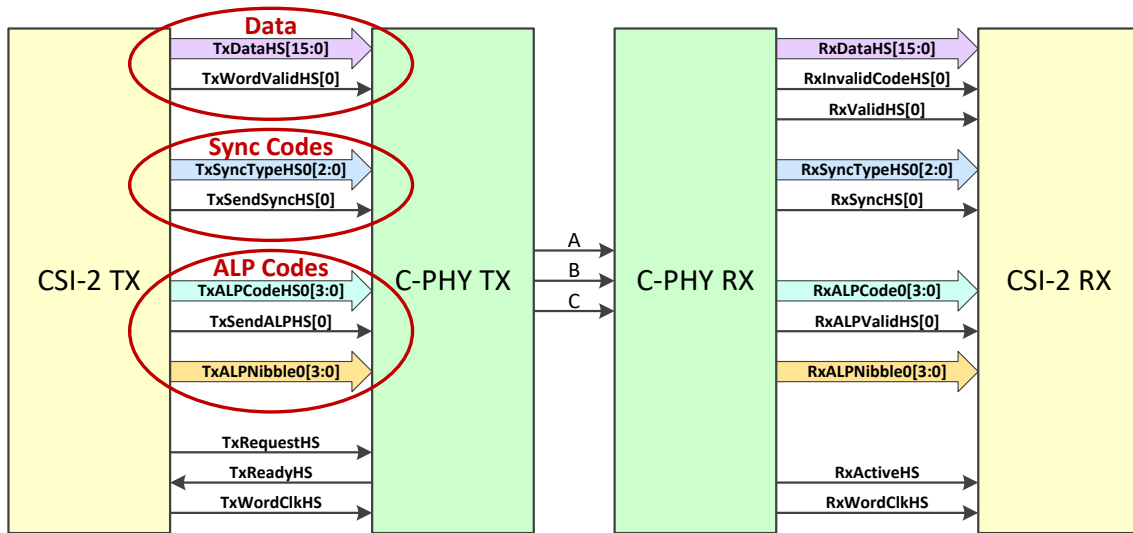 Data
TxDataHS[15:0]
TxWordValidHS[0]
Sync Codes
TxSyncTypeHS0[2:0]
TxSendSyncHS[0]
ALP Codes
TxALPCodeHS0[3:0]
TxSendALPHS[0]
TxALPNibble0[3:0]
TxRequestHS
TxReadyHS
TxWordClkHS
CSI-2 TX
C-PHY TX
A
B
C
C-PHY RX
RxDataHS[15:0]
RxInvalidCodeHS[0]
RxValidHS[0]
RxSyncTypeHS0[2:0]
RxSyncHS[0]
RxALPCode0[3:0]
RxALPValidHS[0]
RxALPNibble0[3:0]
RxActiveHS
RxWordClkHS
CSI-2 RX